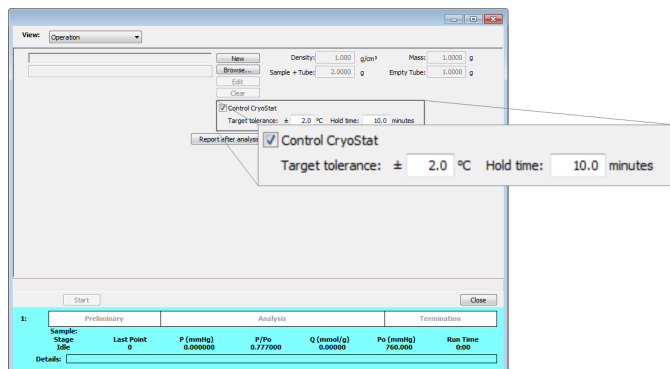 View: Operation
New Density: 1.000 g/cm³ Mass: 1.0000 g
Browse... Sample + Tube: 2.0000 g Empty Tube: 1.0000 g
Edit
Clear
Control CryoStat
Target tolerance: ± 2.0 ºC Hold time: 10.0 minutes
Report after analysis
Control CryoStat
Target tolerance: ± 2.0 ºC Hold time: 10.0 minutes
Start Close
1: Preliminary Analysis Termination
Sample:
Stage Last Point P (mmHg) P/Po Q (mmol/g) Po (mmHg) Run Time
Idle 0 0.000000 0.777000 0.00000 760.000 0:00
Details: